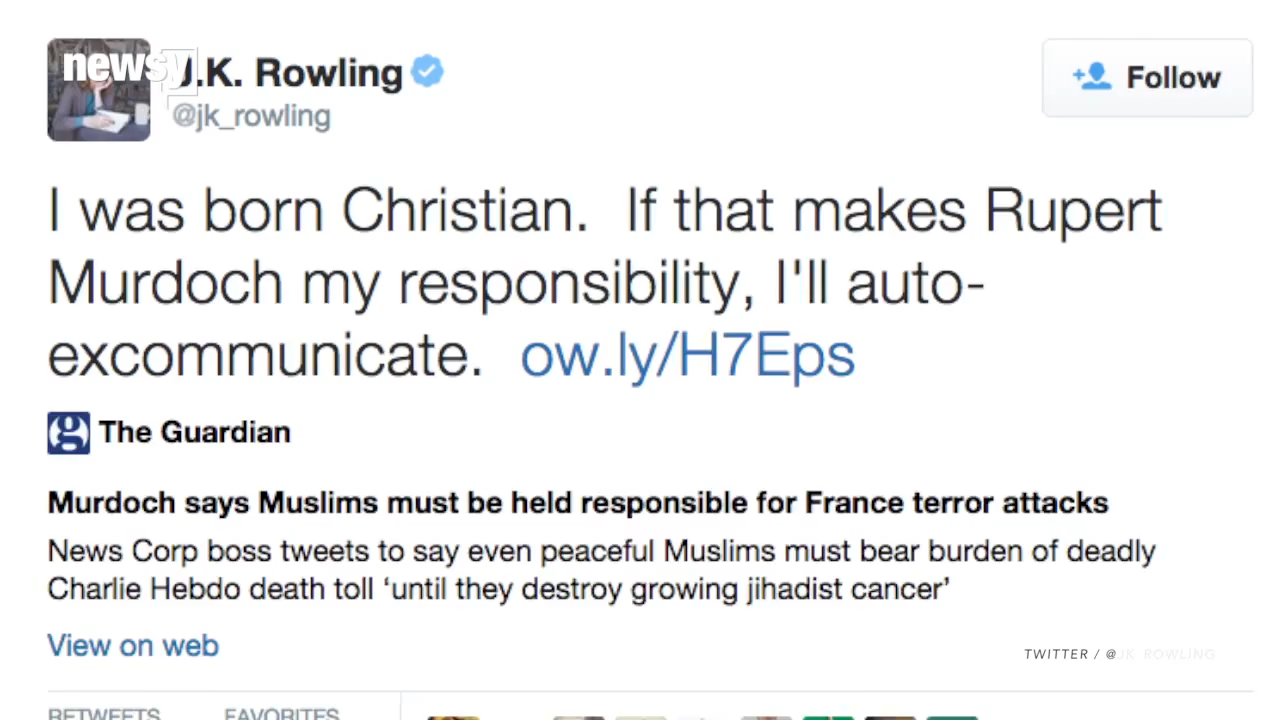 newsy
J.K. Rowling
@jk_rowling
Follow
I was born Christian.  If that makes Rupert
Murdoch my responsibility, I'll auto-
excommunicate.  ow.ly/H7Eps
The Guardian
Murdoch says Muslims must be held responsible for France terror attacks
News Corp boss tweets to say even peaceful Muslims must bear burden of deadly
Charlie Hebdo death toll ‘until they destroy growing jihadist cancer’
View on web
TWITTER / @JK_ROWLING
RETWEETS FAVORITES